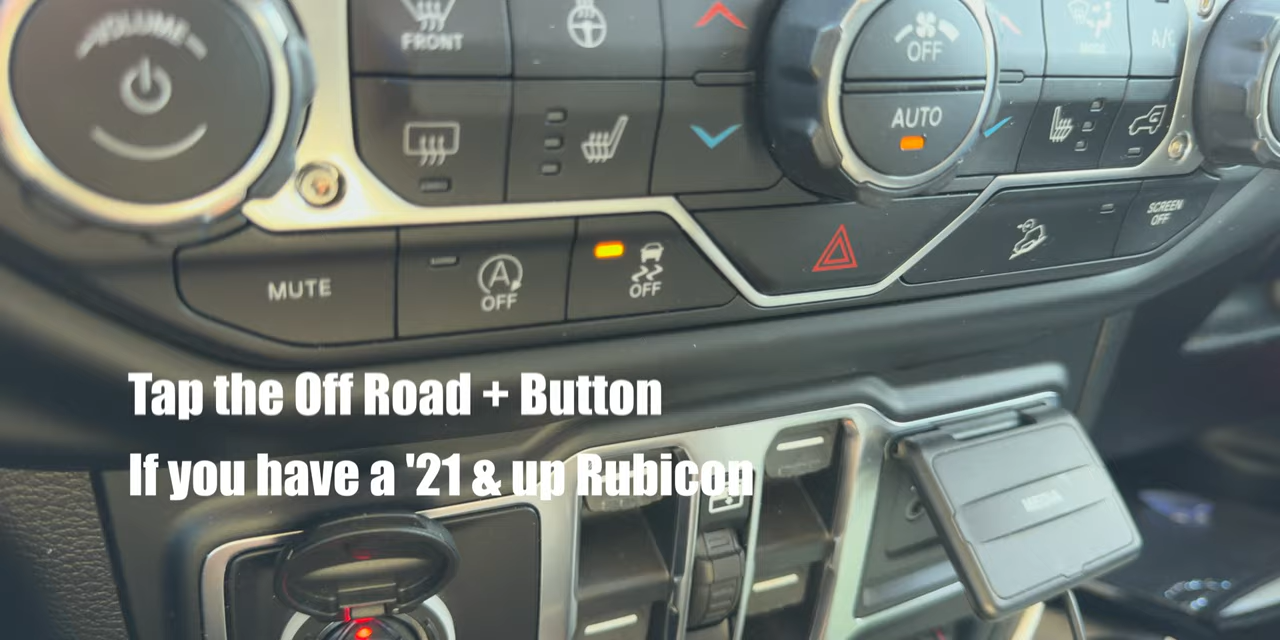 VOLUME
FRONT
OFF
A/C
AUTO
SCREEN
OFF
MUTE
A
OFF
OFF
Tap the Off Road + Button
If you have a '21 & up Rubicon
MEDIA